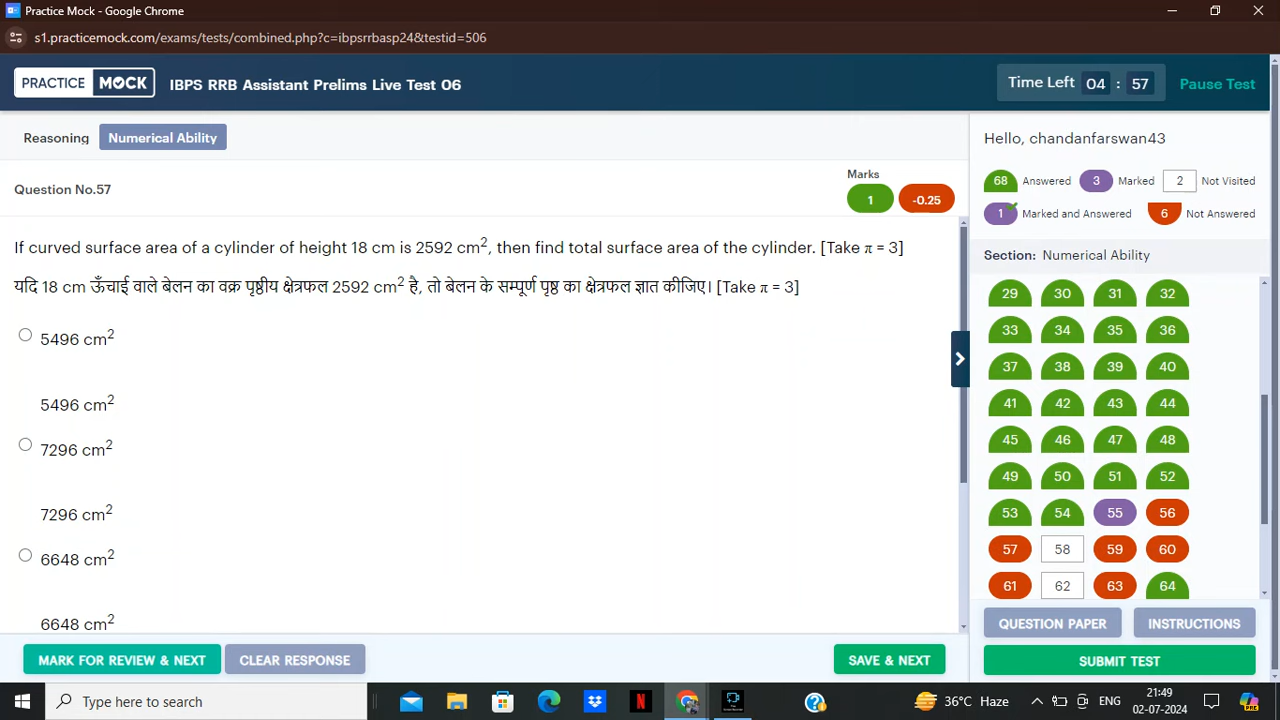 Practice Mock - Google Chrome
s1.practicemock.com/exams/tests/combined.php?c=ibpsrrbasp24&testid=506
PRACTICE MOCK IBPS RRB Assistant Prelims Live Test 06
Time Left 04 : 57 Pause Test
Reasoning Numerical Ability
Question No.57
Marks
1 -0.25
If curved surface area of a cylinder of height 18 cm is 2592 cm², then find total surface area of the cylinder. [Take π = 3]
यदि 18 cm ऊँचाई वाले बेलन का वक्र पृष्ठीय क्षेत्रफल 2592 cm² है, तो बेलन के सम्पूर्ण पृष्ठ का क्षेत्रफल ज्ञात कीजिए। [Take π = 3]
5496 cm²
5496 cm²
7296 cm²
7296 cm²
6648 cm²
6648 cm²
MARK FOR REVIEW & NEXT CLEAR RESPONSE SAVE & NEXT
Hello, chandanfarswan43
68 Answered 3 Marked 2 Not Visited
1 Marked and Answered 6 Not Answered
Section: Numerical Ability
29 30 31 32
33 34 35 36
37 38 39 40
41 42 43 44
45 46 47 48
49 50 51 52
53 54 55 56
57 58 59 60
61 62 63 64
QUESTION PAPER INSTRUCTIONS
SUBMIT TEST
Type here to search
36°C Haze ENG 21:49
02-07-2024